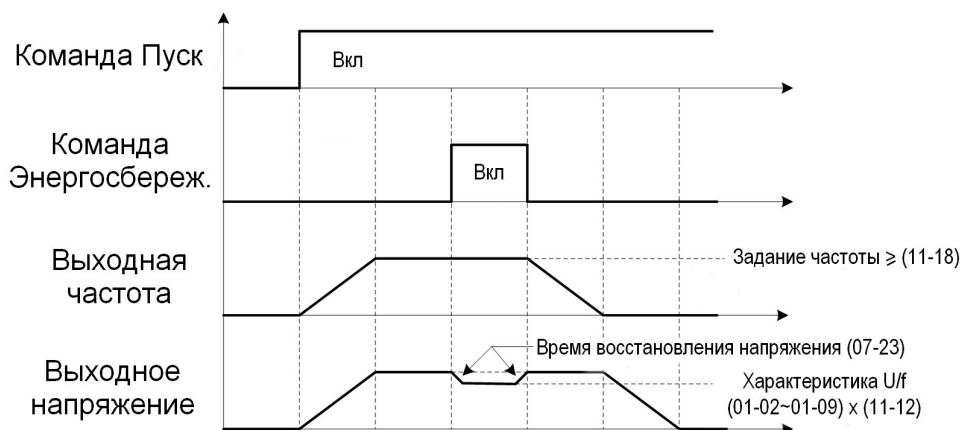 Команда Пуск
Вкл
Команда
Энергосбереж.
Вкл
Выходная
частота
Задание частоты ⩾ (11-18)
Выходное
напряжение
Время восстановления напряжения (07-23)
Характеристика U/f
(01-02~01-09) x (11-12)